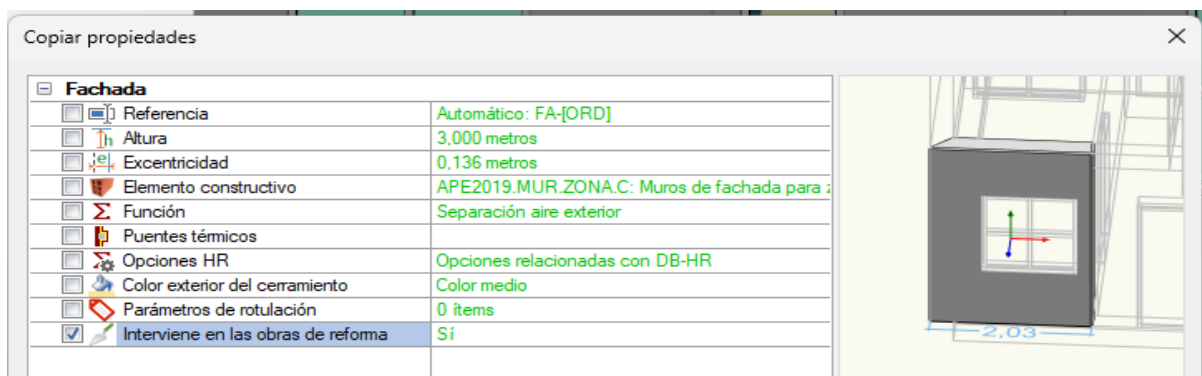 Copiar propiedades
Fachada
Referencia Automático: FA-[ORD]
h Altura 3,000 metros
e Excentricidad 0,136 metros
Elemento constructivo APE2019.MUR.ZONA.C: Muros de fachada para
Función Separación aire exterior
Puentes térmicos
Opciones HR Opciones relacionadas con DB-HR
Color exterior del cerramiento Color medio
Parámetros de rotulación 0 ítems
Interviene en las obras de reforma Sí
2,03